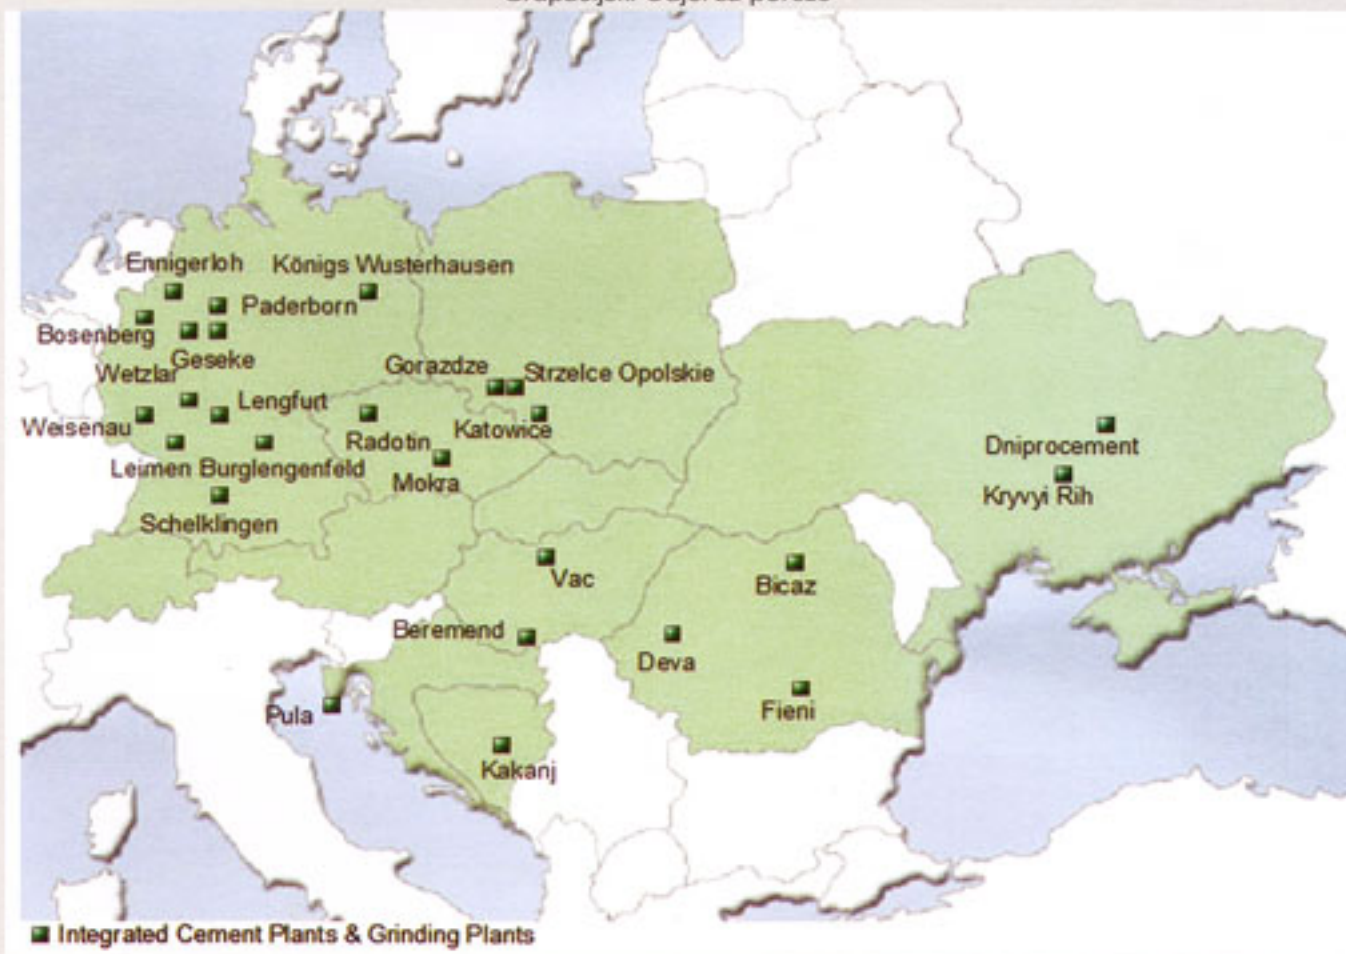 Ennigerloh
Königs Wusterhausen
Paderborn
Bosenberg
Geseke
Wetzlar
Gorazdze
Strzelce Opolskie
Lengfurt
Weisenau
Radotin
Katowice
Dniprocement
Leimen Burglengenfeld
Mokra
Kryvyi Rih
Schelklingen
Vac
Bicaz
Beremend
Deva
Pula
Fieni
Kakanj
Integrated Cement Plants & Grinding Plants